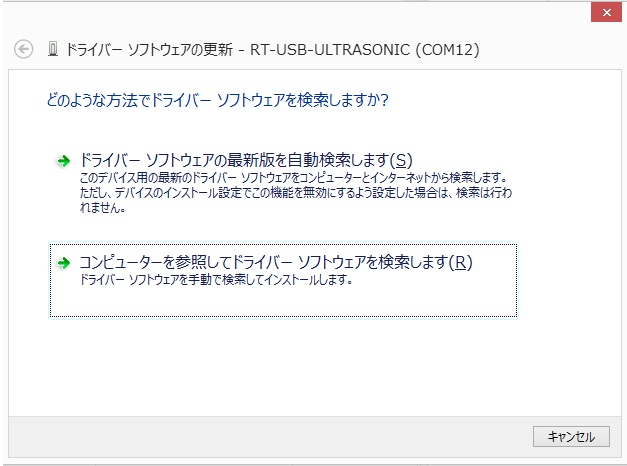 ドライバー ソフトウェアの更新 - RT-USB-ULTRASONIC (COM12)
どのような方法でドライバー ソフトウェアを検索しますか?
ドライバー ソフトウェアの最新版を自動検索します(S)
このデバイス用の最新のドライバー ソフトウェアをコンピューターとインターネットから検索します。
ただし、デバイスのインストール設定でこの機能を無効にするよう設定した場合は、検索は行わ
れません。
コンピューターを参照してドライバー ソフトウェアを検索します(R)
ドライバー ソフトウェアを手動で検索してインストールします。
キャンセル